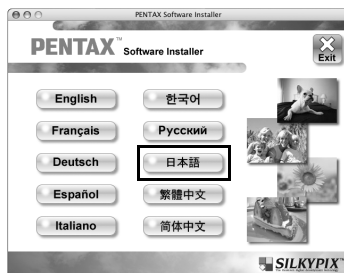 PENTAX Software Installer
PENTAX™ Software Installer
Exit
English
한국어
Français
Русский
Deutsch
日本語
Español
繁體中文
Italiano
简体中文
SILKYPIX